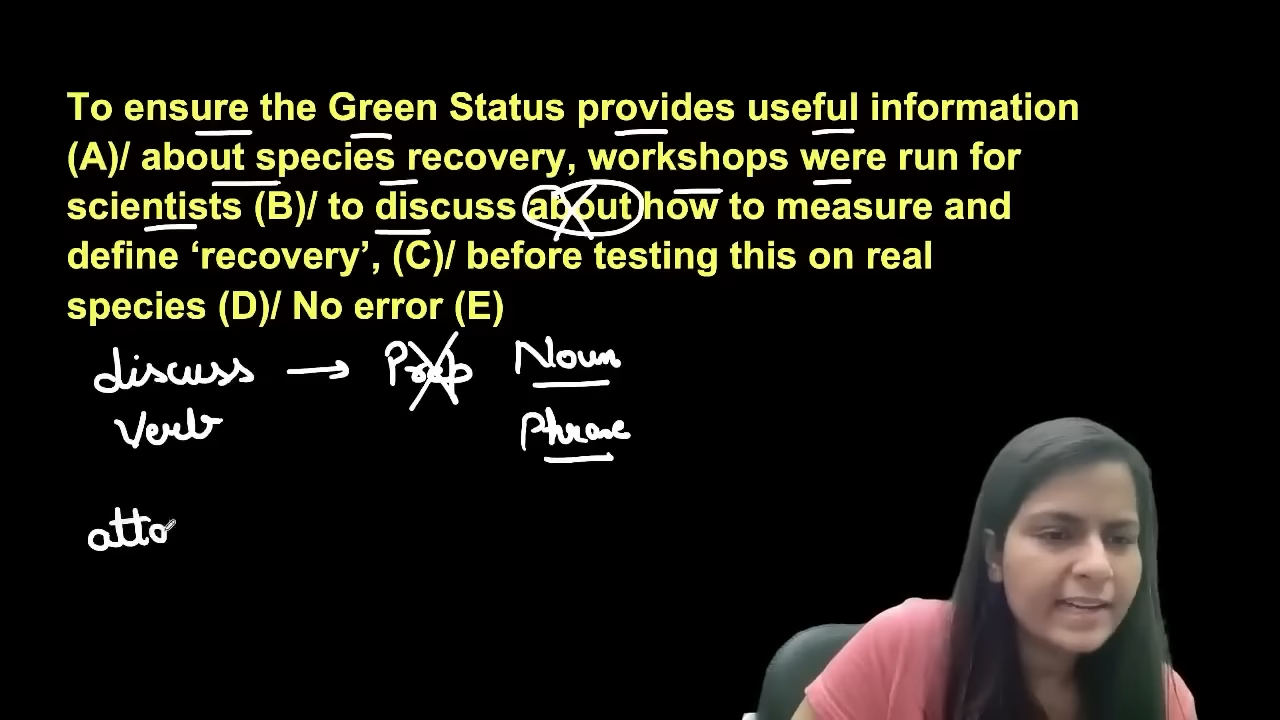 To ensure the Green Status provides useful information
(A)/ about species recovery, workshops were run for
scientists (B)/ to discuss about how to measure and
define ‘recovery’, (C)/ before testing this on real
species (D)/ No error (E)
discuss → Prep Noun
Verb Phrase
atto